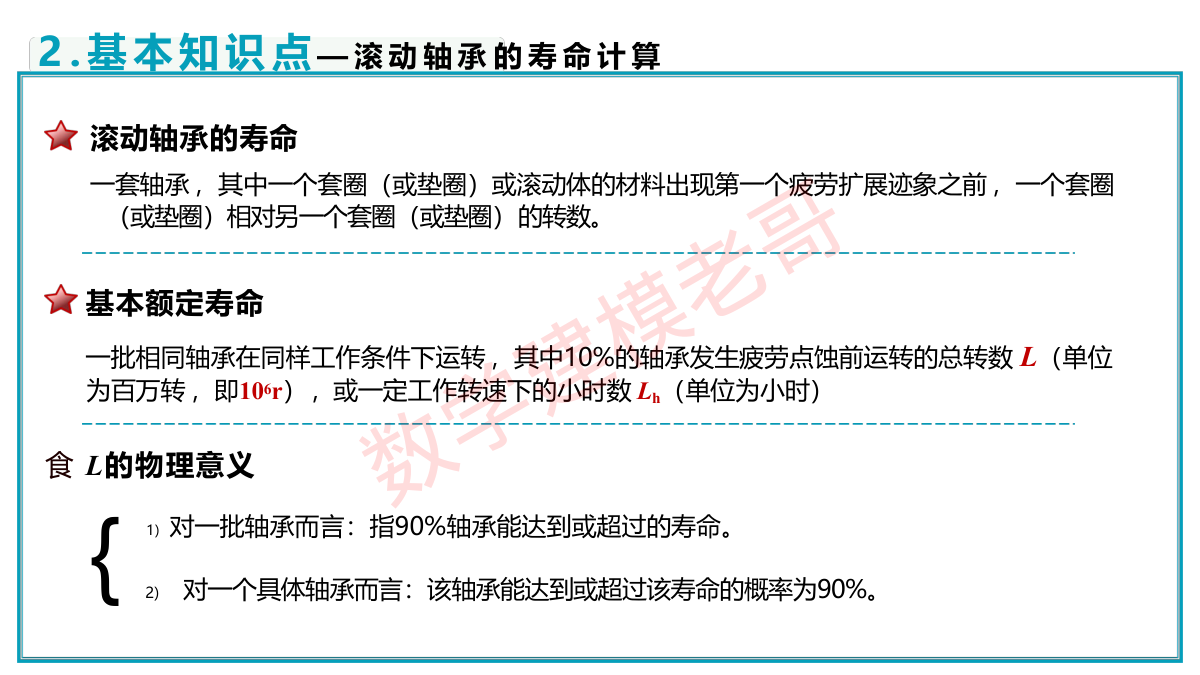 2.基本知识点—滚动轴承的寿命计算
滚动轴承的寿命
一套轴承，其中一个套圈（或垫圈）或滚动体的材料出现第一个疲劳扩展迹象之前，一个套圈
（或垫圈）相对另一个套圈（或垫圈）的转数。
基本额定寿命
一批相同轴承在同样工作条件下运转，其中10%的轴承发生疲劳点蚀前运转的总转数 L（单位
为百万转，即10⁶r），或一定工作转速下的小时数 Lh（单位为小时）
食 L的物理意义
{
1) 对一批轴承而言：指90%轴承能达到或超过的寿命。
2) 对一个具体轴承而言：该轴承能达到或超过该寿命的概率为90%。
数学建模老哥